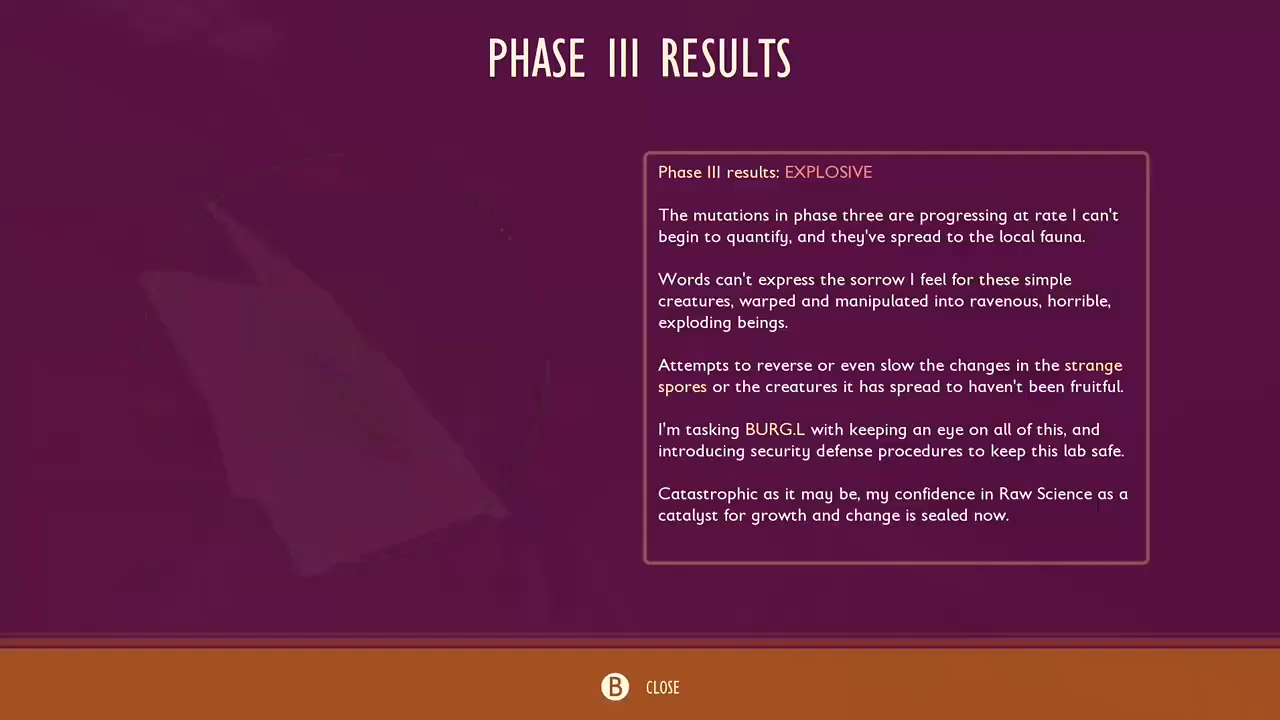 PHASE III RESULTS
Phase III results: EXPLOSIVE
The mutations in phase three are progressing at rate I can't
begin to quantify, and they've spread to the local fauna.
Words can't express the sorrow I feel for these simple
creatures, warped and manipulated into ravenous, horrible,
exploding beings.
Attempts to reverse or even slow the changes in the strange
spores or the creatures it has spread to haven't been fruitful.
I'm tasking BURG.L with keeping an eye on all of this, and
introducing security defense procedures to keep this lab safe.
Catastrophic as it may be, my confidence in Raw Science as a
catalyst for growth and change is sealed now.
B CLOSE